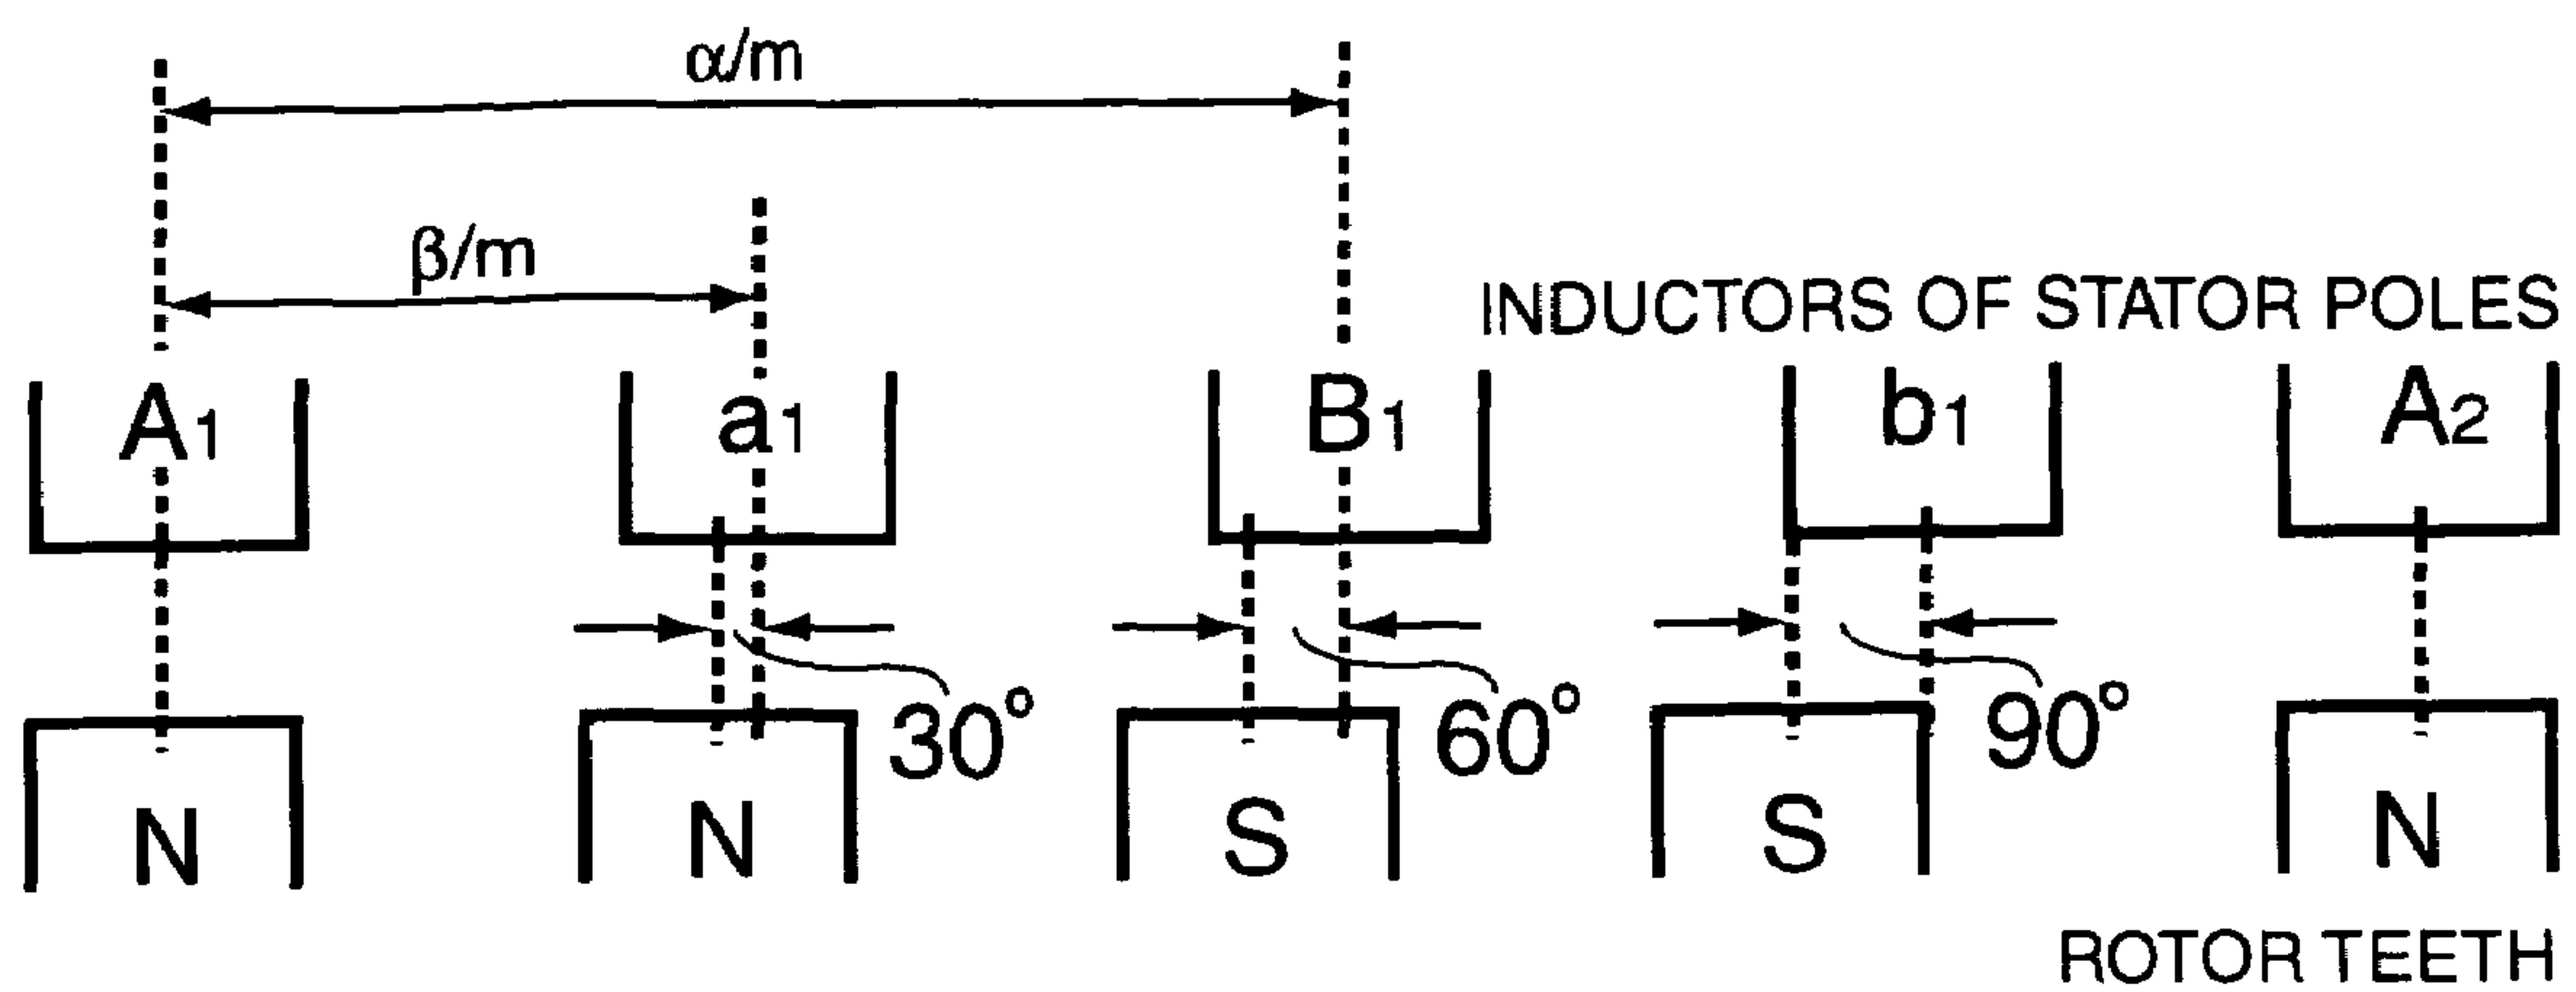 α/m
β/m
INDUCTORS OF STATOR POLES
A1 a1 B1 b1 A2
30° 60° 90°
N N S S N
ROTOR TEETH